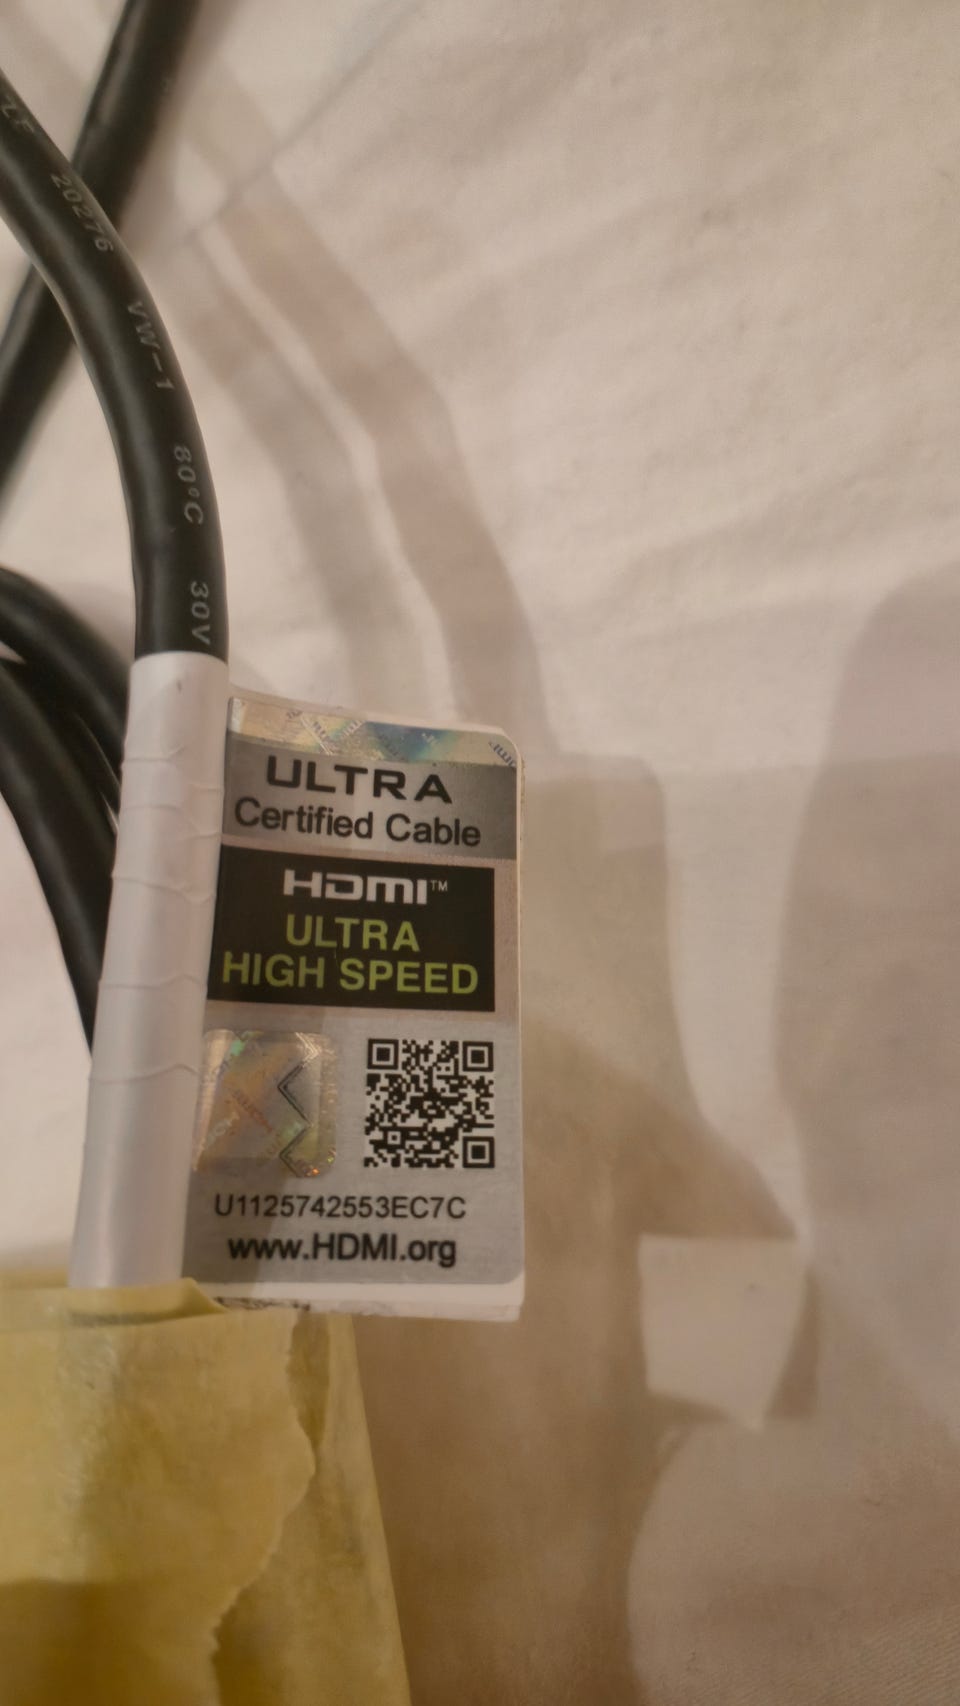 20276 VW-1 80°C 30V
ULTRA
Certified Cable
HDMI™
ULTRA
HIGH SPEED
U1125742553EC7C
www.HDMI.org